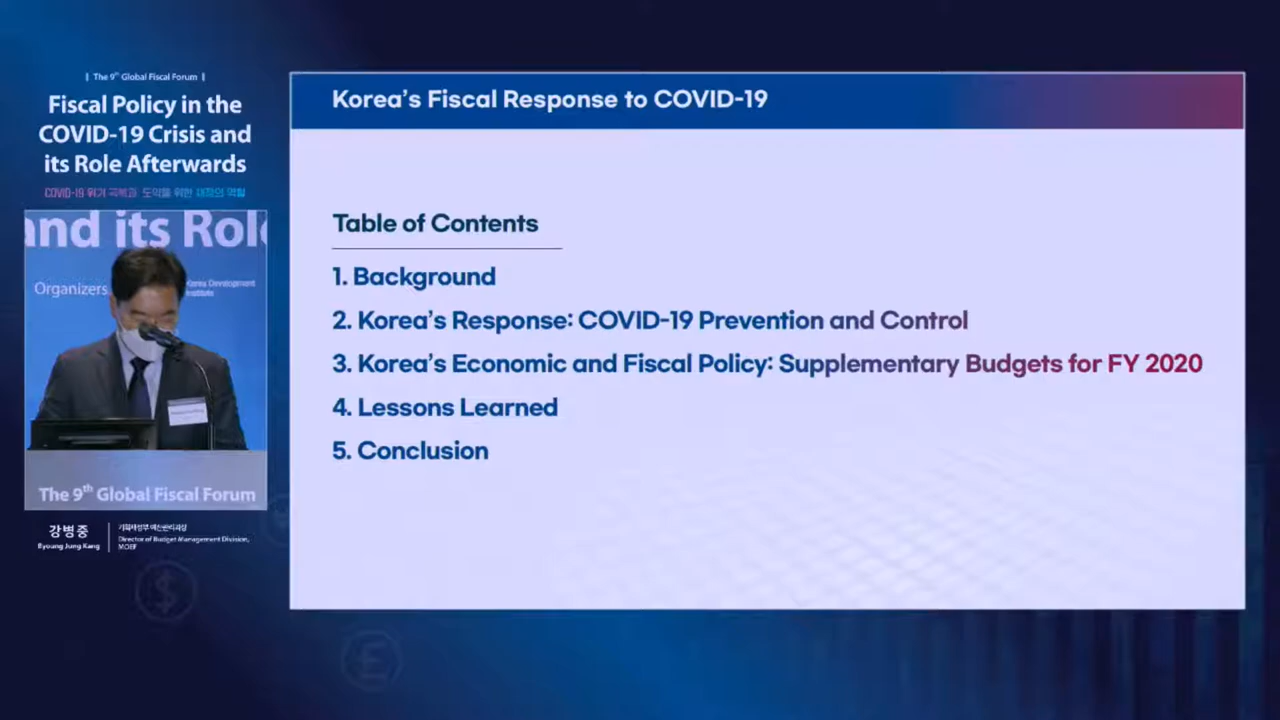 The 9th Global Fiscal Forum
Fiscal Policy in the
COVID-19 Crisis and
its Role Afterwards
COVID-19 위기 극복과 도약을 위한 재정의 역할
and its Role
Organizers
Korea Development
Institute
The 9th Global Fiscal Forum
강병중
Byoung Jung Kang
기획재정부 예산관리과장
Director of Budget Management Division,
MOEF
Korea's Fiscal Response to COVID-19
Table of Contents
1. Background
2. Korea's Response: COVID-19 Prevention and Control
3. Korea's Economic and Fiscal Policy: Supplementary Budgets for FY 2020
4. Lessons Learned
5. Conclusion